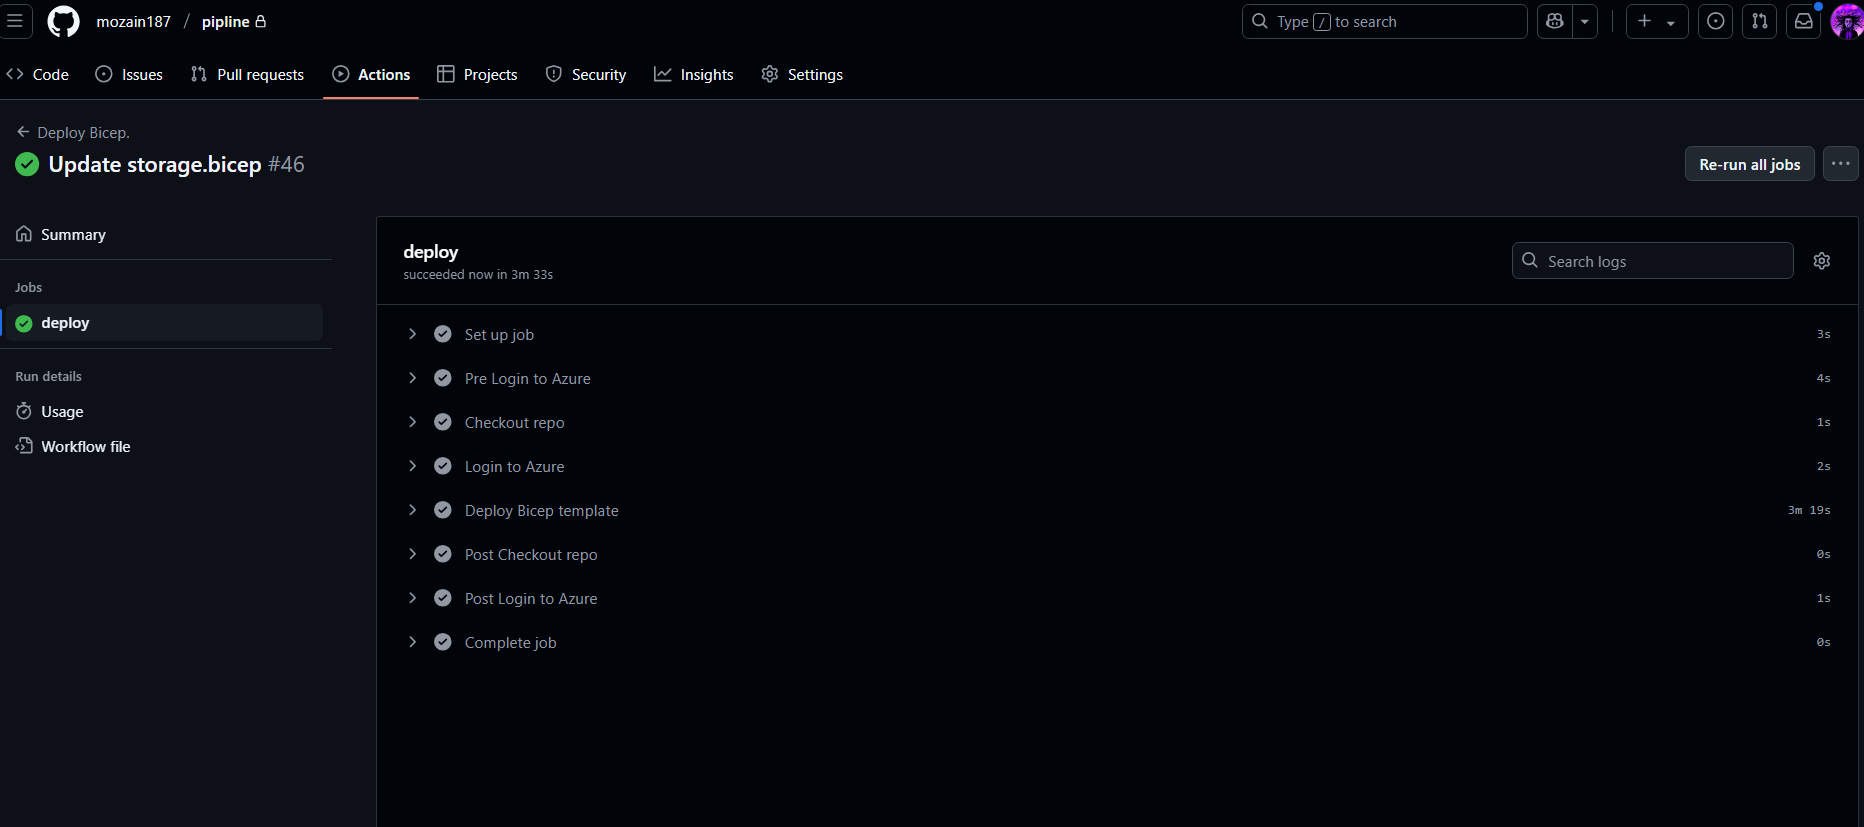 mozain187 / pipline
Type / to search
Code Issues Pull requests Actions Projects Security Insights Settings
Deploy Bicep.
Update storage.bicep #46
Re-run all jobs
Summary
Jobs
deploy
Run details
Usage
Workflow file
deploy
succeeded now in 3m 33s
Search logs
Set up job 3s
Pre Login to Azure 4s
Checkout repo 1s
Login to Azure 2s
Deploy Bicep template 3m 19s
Post Checkout repo 0s
Post Login to Azure 1s
Complete job 0s